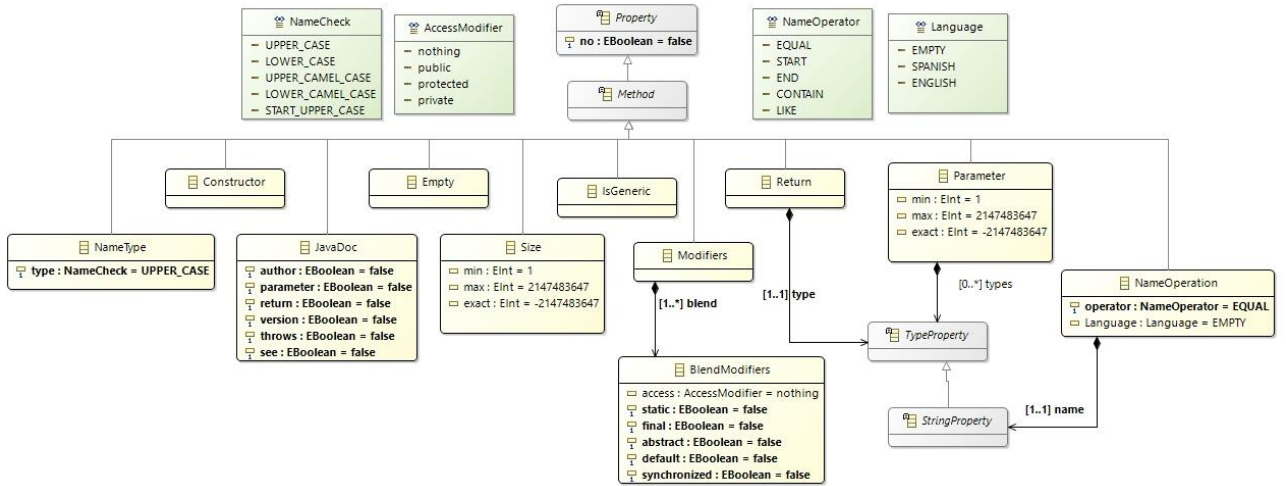 NameCheck
UPPER_CASE
LOWER_CASE
UPPER_CAMEL_CASE
LOWER_CAMEL_CASE
START_UPPER_CASE
AccessModifier
nothing
public
protected
private
Property
no : EBoolean = false
Method
NameOperator
EQUAL
START
END
CONTAIN
LIKE
Language
EMPTY
SPANISH
ENGLISH
Constructor
Empty
IsGeneric
Return
Parameter
min : EInt = 1
max : EInt = 2147483647
exact : EInt = -2147483647
NameType
type : NameCheck = UPPER_CASE
JavaDoc
author : EBoolean = false
parameter : EBoolean = false
return : EBoolean = false
version : EBoolean = false
throws : EBoolean = false
see : EBoolean = false
Size
min : EInt = 1
max : EInt = 2147483647
exact : EInt = -2147483647
Modifiers
[1..*] blend
[1..1] type
[0..*] types
NameOperation
operator : NameOperator = EQUAL
Language : Language = EMPTY
TypeProperty
BlendModifiers
access : AccessModifier = nothing
static : EBoolean = false
final : EBoolean = false
abstract : EBoolean = false
default : EBoolean = false
synchronized : EBoolean = false
StringProperty
[1..1] name